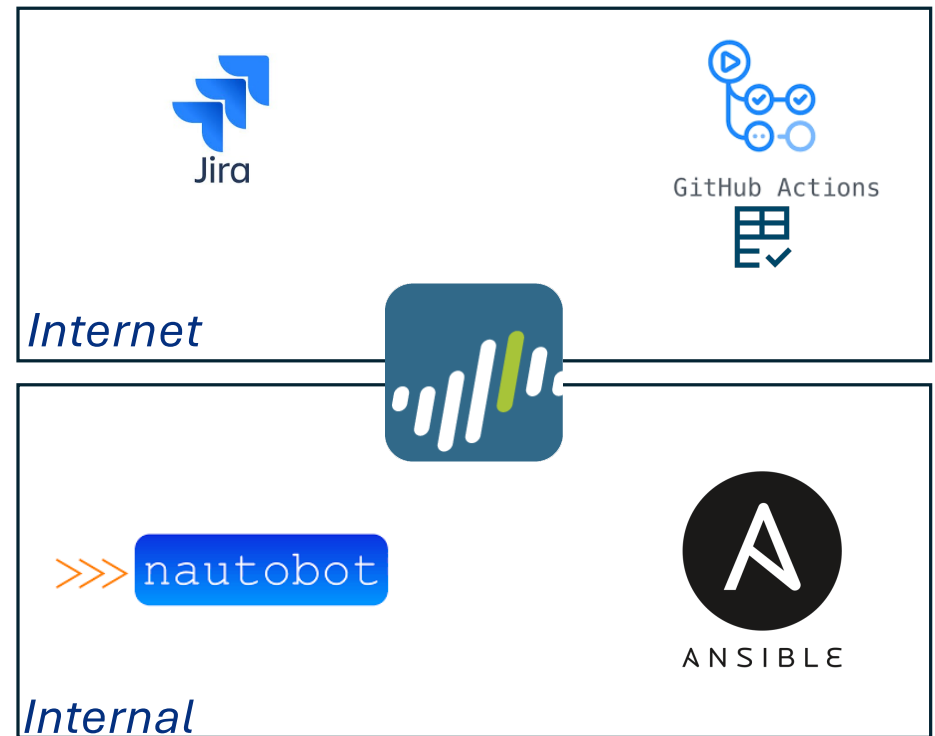 Jira
GitHub Actions
Internet
>>> nautobot
ANSIBLE
Internal